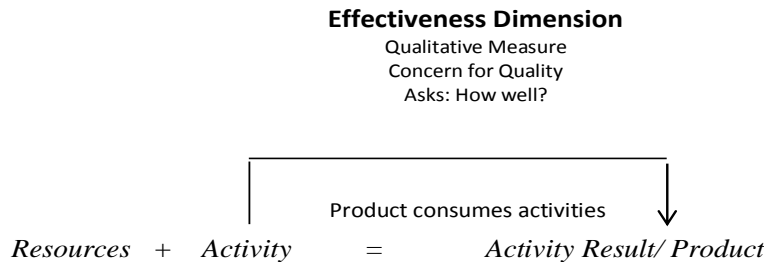 Effectiveness Dimension
Qualitative Measure
Concern for Quality
Asks: How well?
Product consumes activities
Resources + Activity = Activity Result/ Product